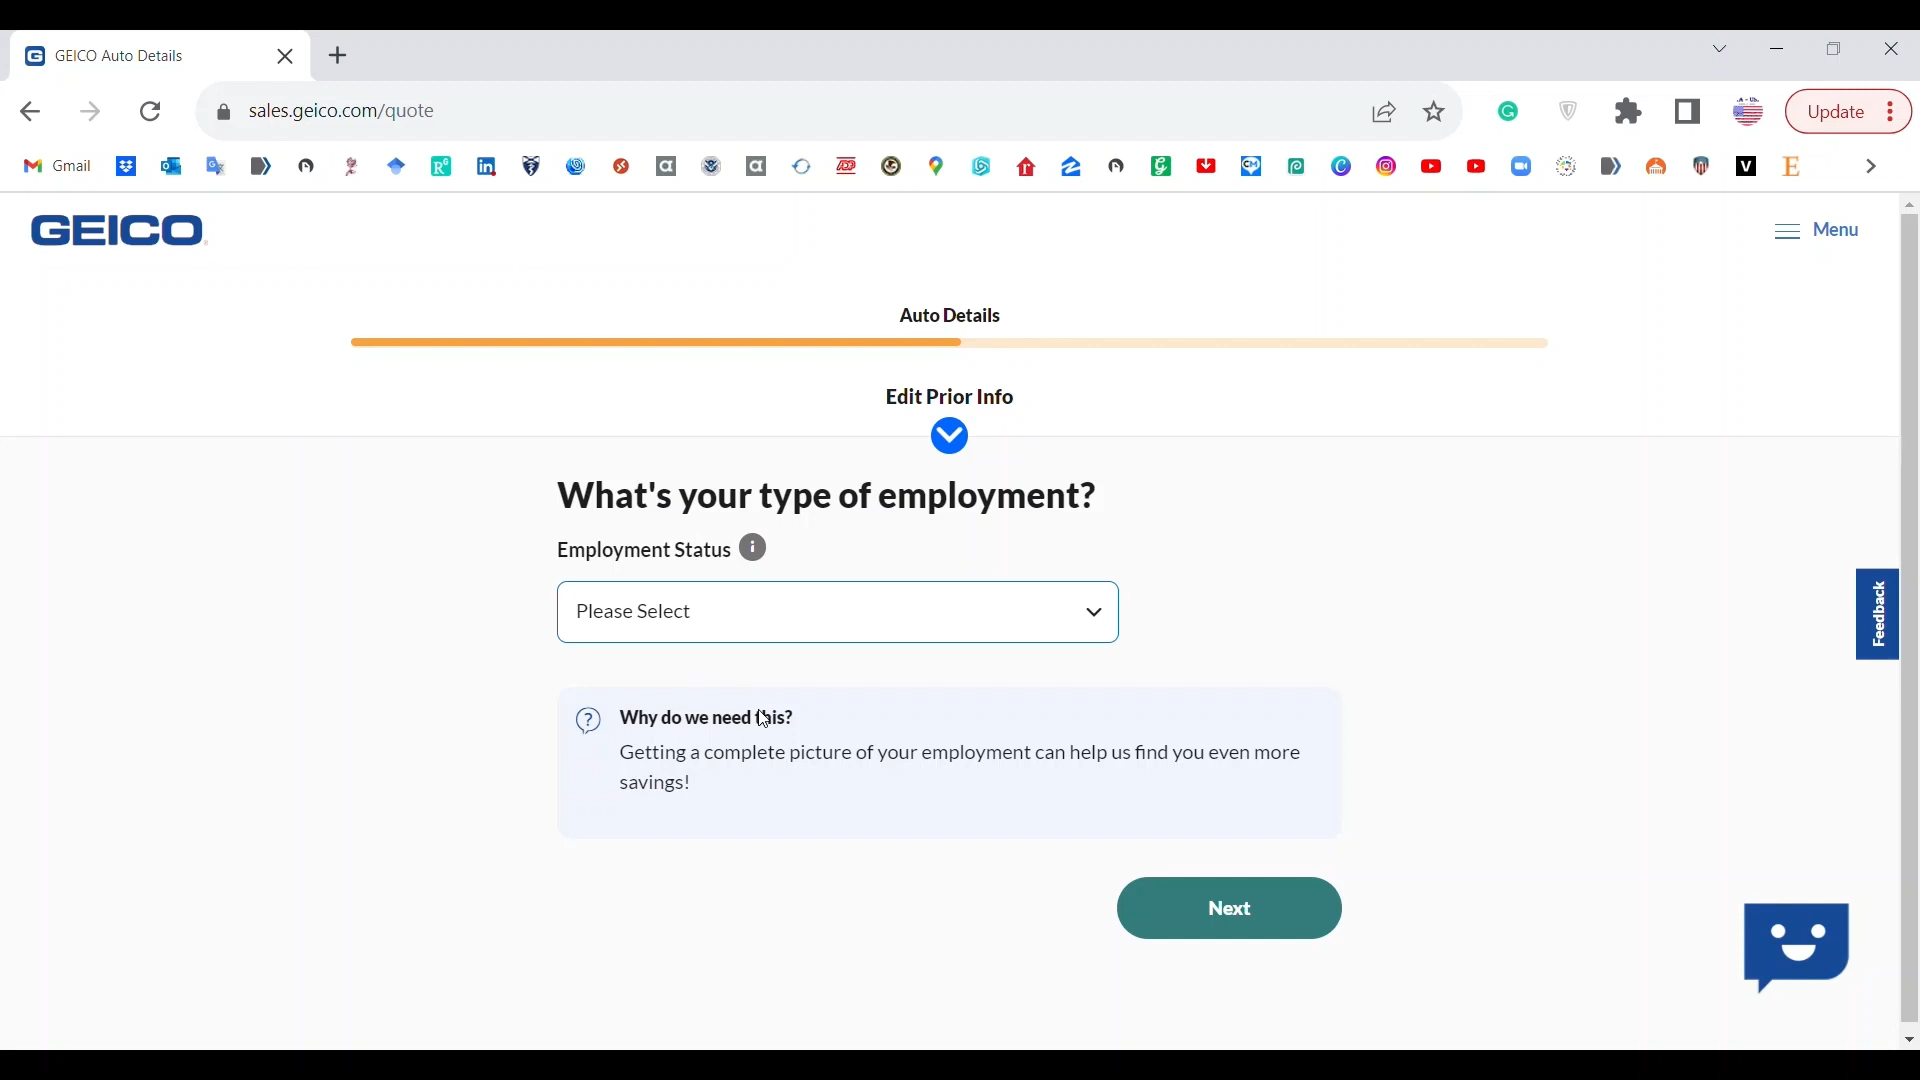 GEICO Auto Details
sales.geico.com/quote
Update
Gmail
GEICO
Menu
Auto Details
Edit Prior Info
What's your type of employment?
Employment Status
Please Select
Feedback
Why do we need this?
Getting a complete picture of your employment can help us find you even more
savings!
Next